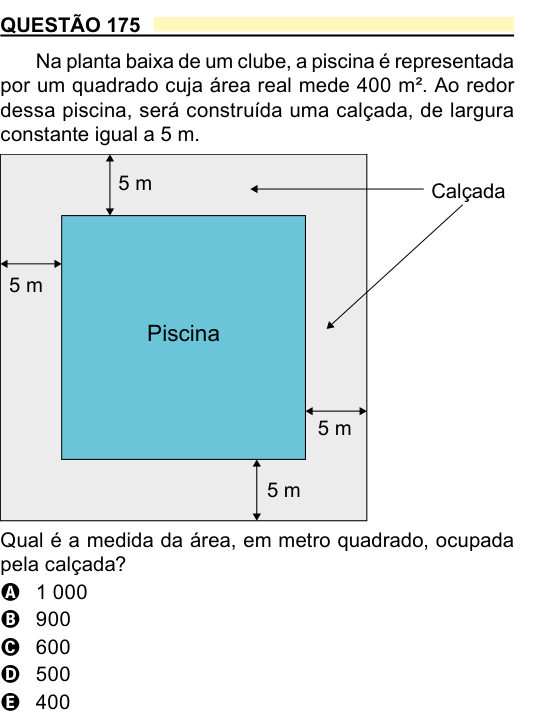 QUESTÃO 175
Na planta baixa de um clube, a piscina é representada
por um quadrado cuja área real mede 400 m². Ao redor
dessa piscina, será construída uma calçada, de largura
constante igual a 5 m.
5 m
Calçada
5 m
Piscina
5 m
5 m
Qual é a medida da área, em metro quadrado, ocupada
pela calçada?
A 1 000
B 900
C 600
D 500
E 400